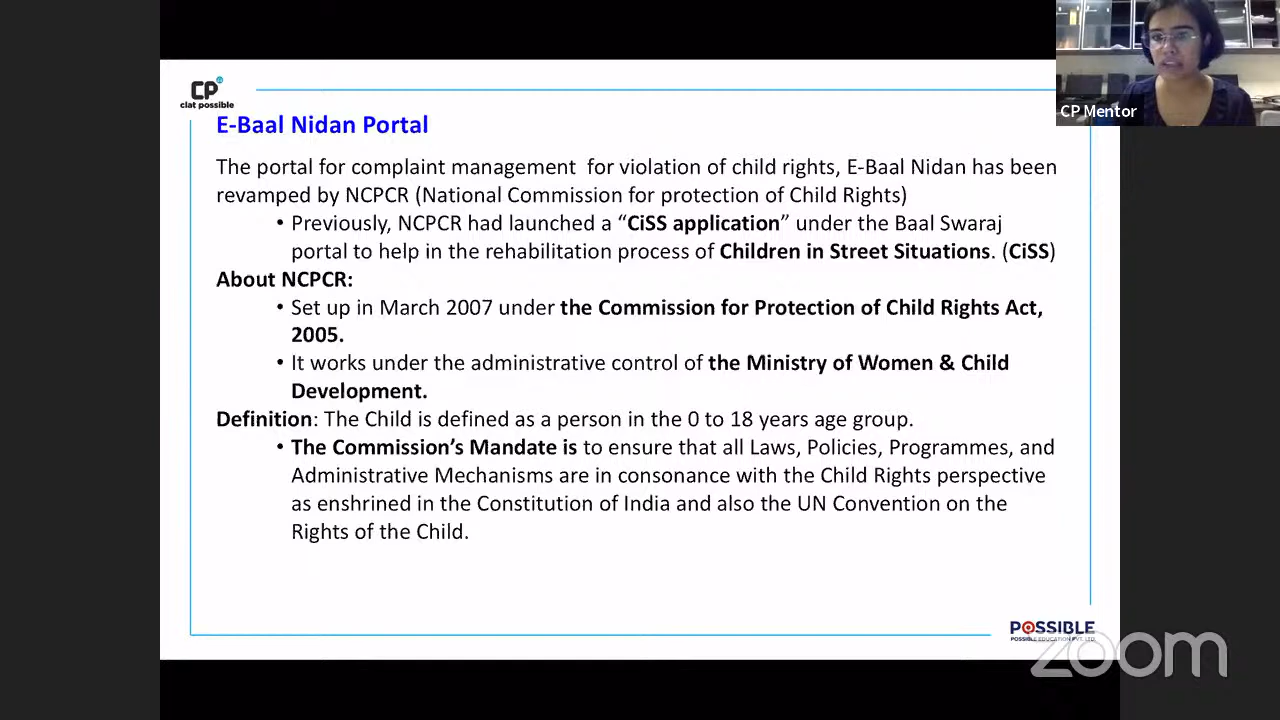 CP
clat possible
CP Mentor
E-Baal Nidan Portal
The portal for complaint management for violation of child rights, E-Baal Nidan has been
revamped by NCPCR (National Commission for protection of Child Rights)
• Previously, NCPCR had launched a “CiSS application” under the Baal Swaraj
portal to help in the rehabilitation process of Children in Street Situations. (CiSS)
About NCPCR:
• Set up in March 2007 under the Commission for Protection of Child Rights Act,
2005.
• It works under the administrative control of the Ministry of Women & Child
Development.
Definition: The Child is defined as a person in the 0 to 18 years age group.
• The Commission’s Mandate is to ensure that all Laws, Policies, Programmes, and
Administrative Mechanisms are in consonance with the Child Rights perspective
as enshrined in the Constitution of India and also the UN Convention on the
Rights of the Child.
POSSIBLE
POSSIBLE EDUCATION PVT. LTD.
zoom